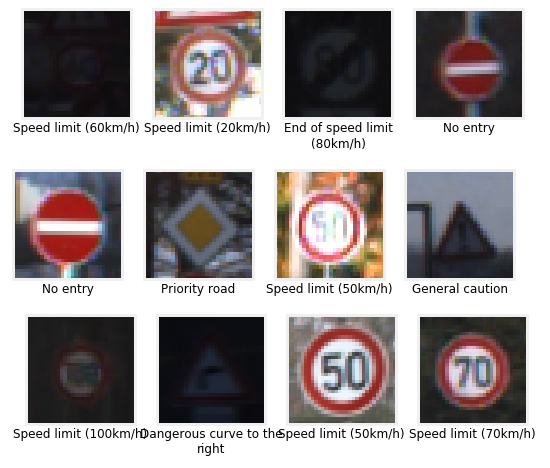 20
80
Speed limit (60km/h) Speed limit (20km/h) End of speed limit
(80km/h) No entry
50
No entry Priority road Speed limit (50km/h) General caution
50 70
Speed limit (100km/h) Dangerous curve to the
right Speed limit (50km/h) Speed limit (70km/h)